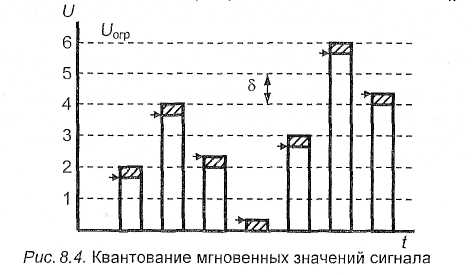 U
Uогр
6
5
δ
4
3
2
1
t
Рис. 8.4. Квантование мгновенных значений сигнала